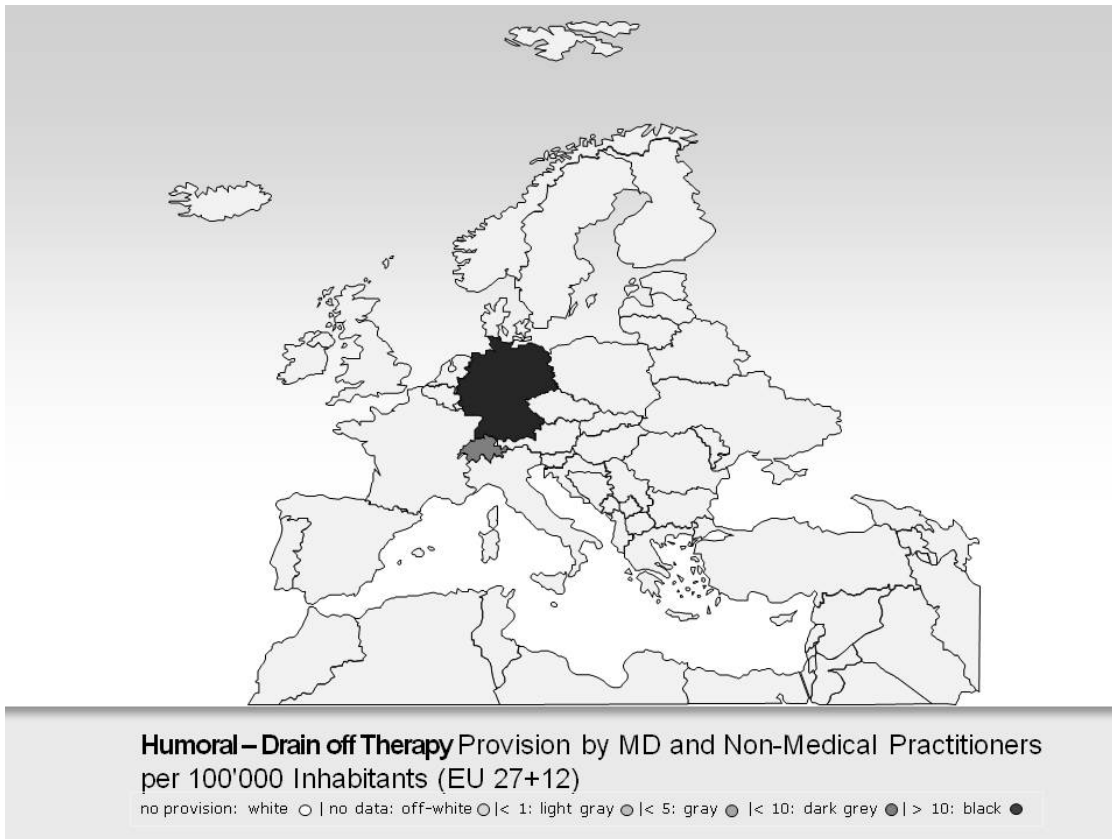 Humoral – Drain off Therapy Provision by MD and Non-Medical Practitioners
per 100'000 Inhabitants (EU 27+12)
no provision: white | no data: off-white |< 1: light gray |< 5: gray |< 10: dark grey | > 10: black